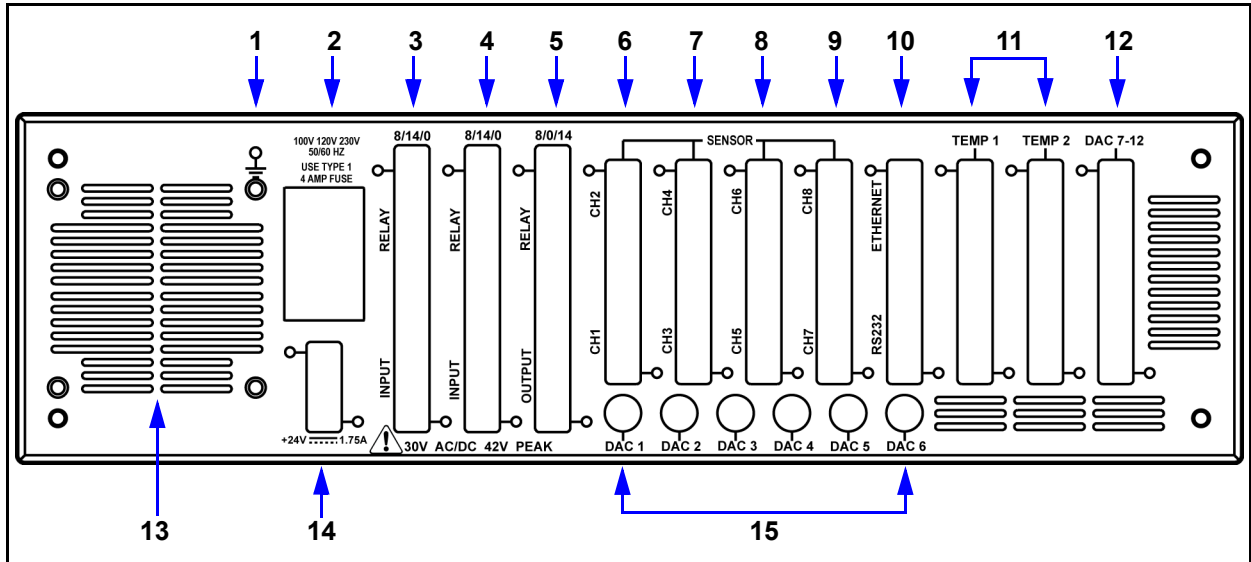 1 2 3 4 5 6 7 8 9 10 11 12
100V 120V 230V
50/60 HZ
USE TYPE 1
4 AMP FUSE
8/14/0
8/14/0
8/0/14
SENSOR
TEMP 1
TEMP 2
DAC 7-12
RELAY
INPUT
RELAY
INPUT
RELAY
OUTPUT
CH2
CH1
CH4
CH3
CH6
CH5
CH8
CH7
ETHERNET
RS232
+24V 1.75A
30V AC/DC 42V PEAK
DAC 1
DAC 2
DAC 3
DAC 4
DAC 5
DAC 6
13
14
15